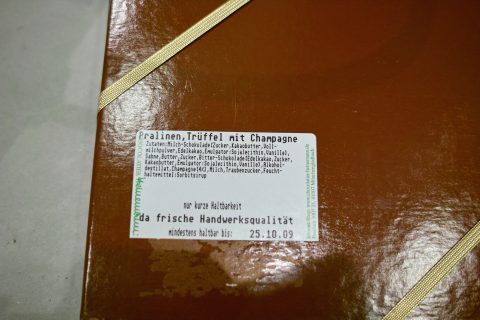 Pralinen,Trüffel mit Champagne
Zutaten:Milch-Schokolade(Zucker,Kakaobutter,Voll-
milchpulver,Edelkakao,Emulgator:Sojalecithin,Vanille),
Sahne,Butter,Zucker,Bitter-Schokolade(Edelkakao,Zucker,
Kakaobutter,Emulgator:Sojalecithin,Vanille),Alkohol-
destillat,Champagne(4%),Milch,Traubenzucker,Feucht-
haltemittel:Sorbitsirup
nur kurze Haltbarkeit
da frische Handwerksqualität
mindestens haltbar bis: 25.10.09